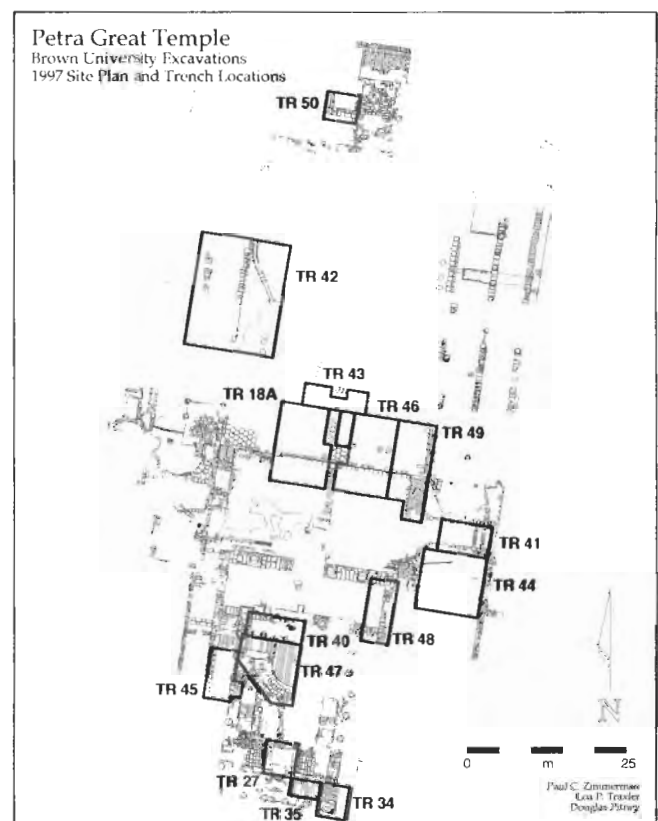 Petra Great Temple
Brown University Excavations
1997 Site Plan and Trench Locations
TR 50
TR 42
TR 43
TR 18A
TR 46
TR 49
TR 41
TR 44
TR 40
TR 48
TR 47
TR 45
N
TR 27
TR 35
TR 34
0 m 25
Paul C. Zimmerman
Loa P. Traxler
Douglas Pitney